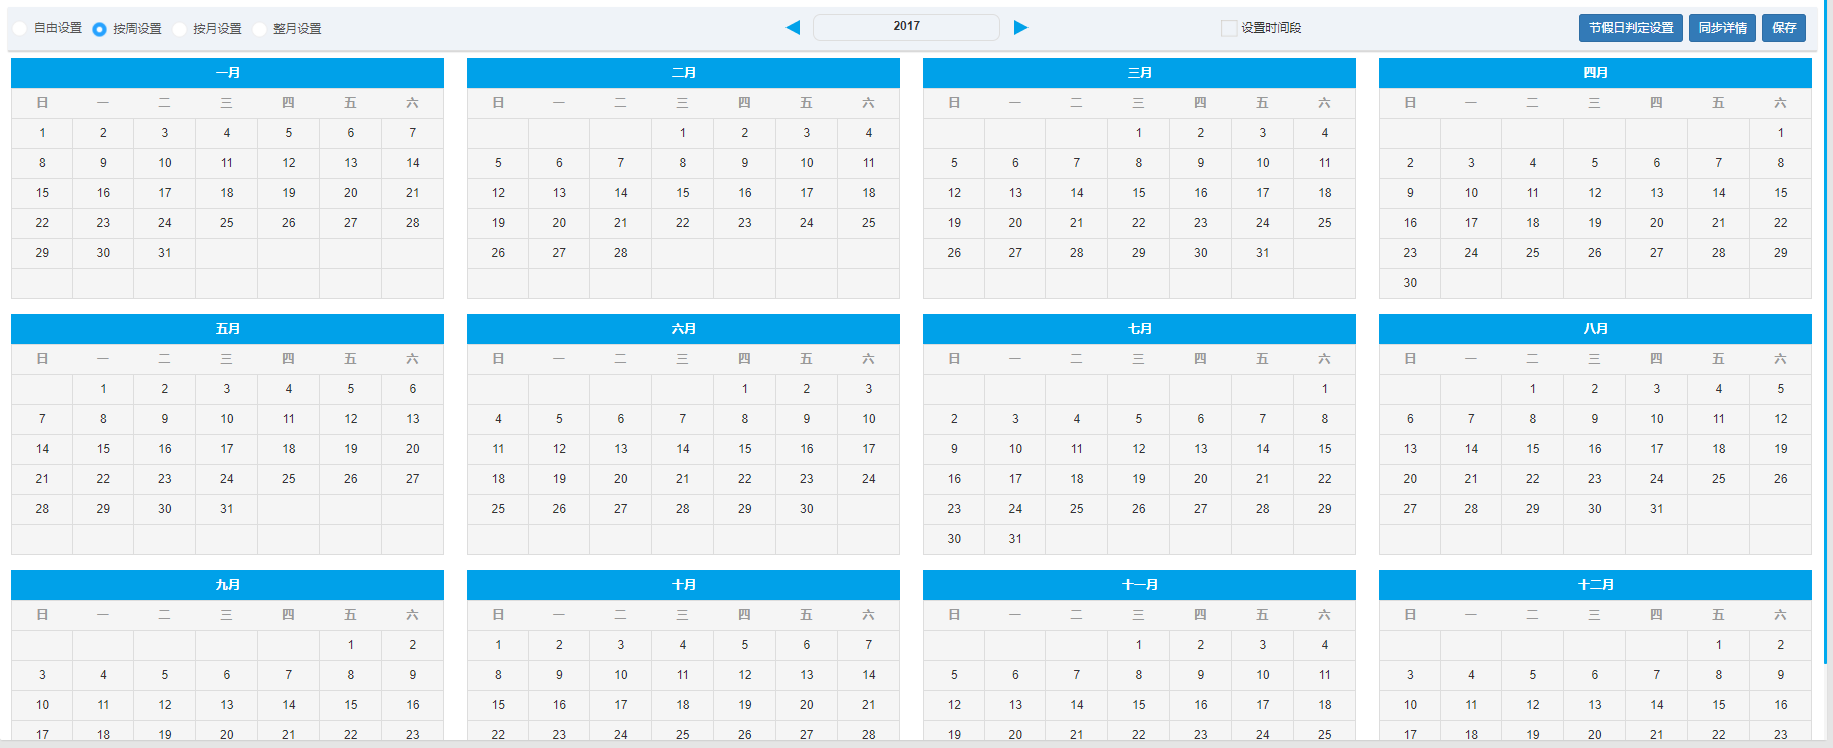 自由设置 按周设置 按月设置 整月设置 2017 设置时间段 节假日判定设置 同步详情 保存
一月 二月 三月 四月
日 一 二 三 四 五 六 日 一 二 三 四 五 六 日 一 二 三 四 五 六 日 一 二 三 四 五 六
1 2 3 4 5 6 7 1 2 3 4 1 2 3 4 1
8 9 10 11 12 13 14 5 6 7 8 9 10 11 5 6 7 8 9 10 11 2 3 4 5 6 7 8
15 16 17 18 19 20 21 12 13 14 15 16 17 18 12 13 14 15 16 17 18 9 10 11 12 13 14 15
22 23 24 25 26 27 28 19 20 21 22 23 24 25 19 20 21 22 23 24 25 16 17 18 19 20 21 22
29 30 31 26 27 28 26 27 28 29 30 31 23 24 25 26 27 28 29
30
五月 六月 七月 八月
日 一 二 三 四 五 六 日 一 二 三 四 五 六 日 一 二 三 四 五 六 日 一 二 三 四 五 六
1 2 3 4 5 6 1 2 3 1 1 2 3 4 5
7 8 9 10 11 12 13 4 5 6 7 8 9 10 2 3 4 5 6 7 8 6 7 8 9 10 11 12
14 15 16 17 18 19 20 11 12 13 14 15 16 17 9 10 11 12 13 14 15 13 14 15 16 17 18 19
21 22 23 24 25 26 27 18 19 20 21 22 23 24 16 17 18 19 20 21 22 20 21 22 23 24 25 26
28 29 30 31 25 26 27 28 29 30 23 24 25 26 27 28 29 27 28 29 30 31
30 31
九月 十月 十一月 十二月
日 一 二 三 四 五 六 日 一 二 三 四 五 六 日 一 二 三 四 五 六 日 一 二 三 四 五 六
1 2 1 2 3 4 5 6 7 1 2 3 4 1 2
3 4 5 6 7 8 9 8 9 10 11 12 13 14 5 6 7 8 9 10 11 3 4 5 6 7 8 9
10 11 12 13 14 15 16 15 16 17 18 19 20 21 12 13 14 15 16 17 18 10 11 12 13 14 15 16
17 18 19 20 21 22 23 22 23 24 25 26 27 28 19 20 21 22 23 24 25 17 18 19 20 21 22 23